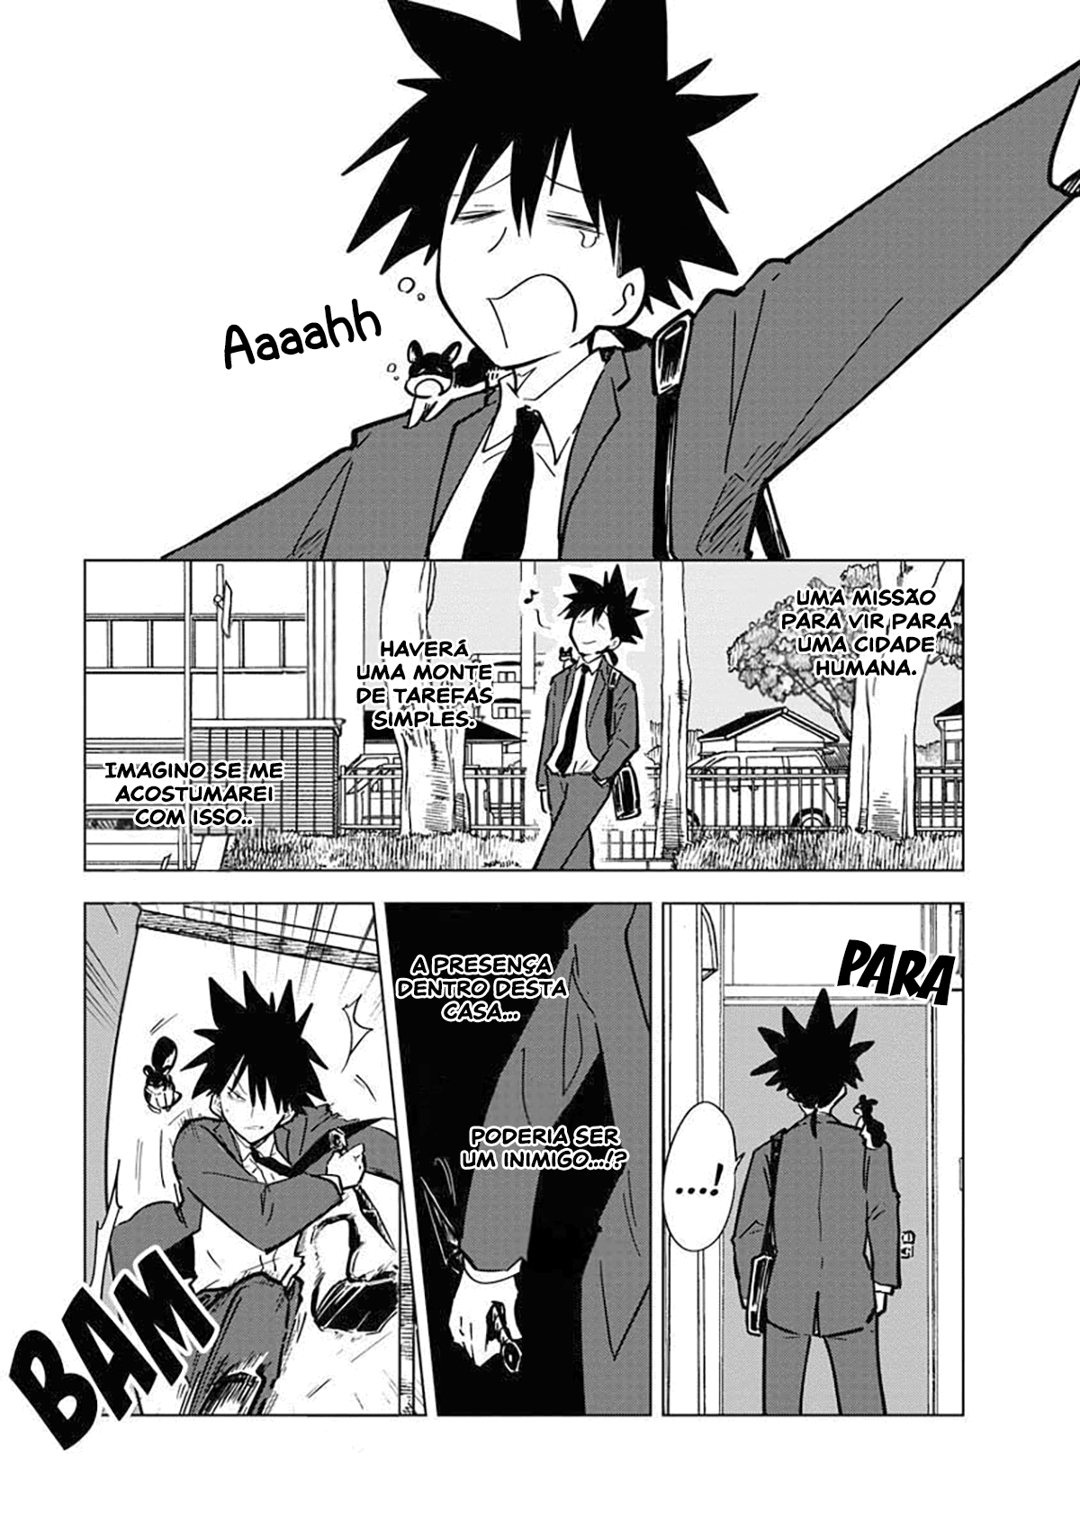 Aaaahh
UMA MISSÃO
PARA VIR PARA
UMA CIDADE
HUMANA.
HAVERÁ
UMA MONTE
DE TAREFAS
SIMPLES.
IMAGINO SE ME
ACOSTUMAREI
COM ISSO..
PARA
....!
A PRESENÇA
DENTRO DESTA
CASA...
PODERIA SER
UM INIMIGO...!?
BAM